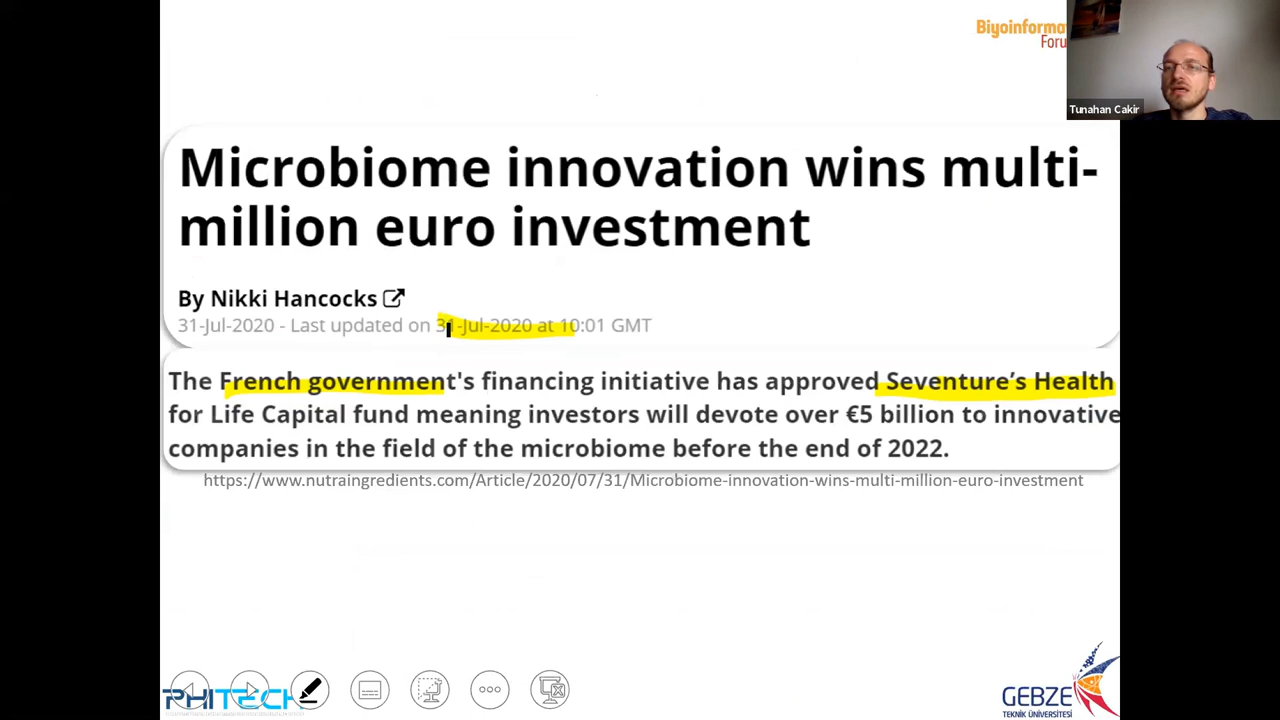 Biyoinformat
Foru
Tunahan Cakir
Microbiome innovation wins multi-
million euro investment
By Nikki Hancocks
31-Jul-2020 - Last updated on 31-Jul-2020 at 10:01 GMT
The French government's financing initiative has approved Seventure’s Health
for Life Capital fund meaning investors will devote over €5 billion to innovative
companies in the field of the microbiome before the end of 2022.
https://www.nutraingredients.com/Article/2020/07/31/Microbiome-innovation-wins-multi-million-euro-investment
PHITECH
GEBZE
TEKNİK ÜNİVERSİTESİ